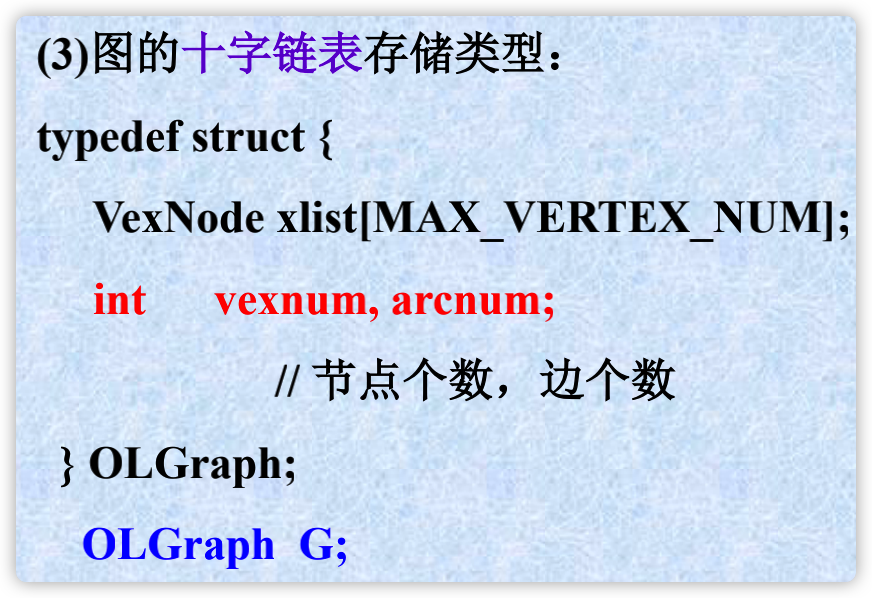 (3)图的十字链表存储类型：
typedef struct {
VexNode xlist[MAX_VERTEX_NUM];
int vexnum, arcnum;
// 节点个数，边个数
} OLGraph;
OLGraph G;